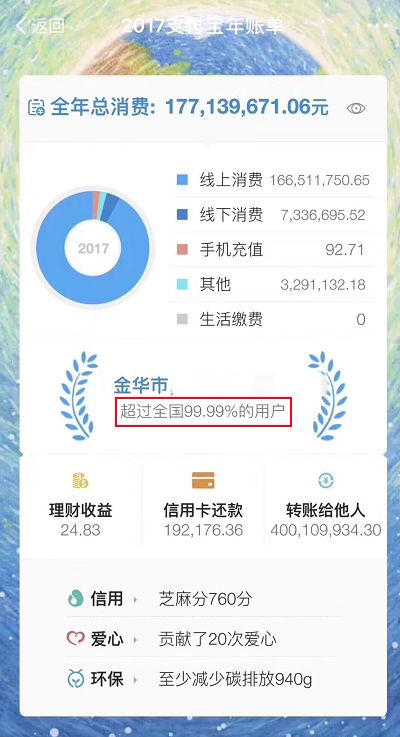 返回
2017支付宝年账单
全年总消费: 177,139,671.06元
线上消费 166,511,750.65
2017
线下消费 7,336,695.52
手机充值 92.71
其他 3,291,132.18
生活缴费 0
金华市,
超过全国99.99%的用户
理财收益 信用卡还款 转账给他人
24.83 192,176.36 400,109,934.30
信用 芝麻分760分
爱心 贡献了20次爱心
环保 至少减少碳排放940g